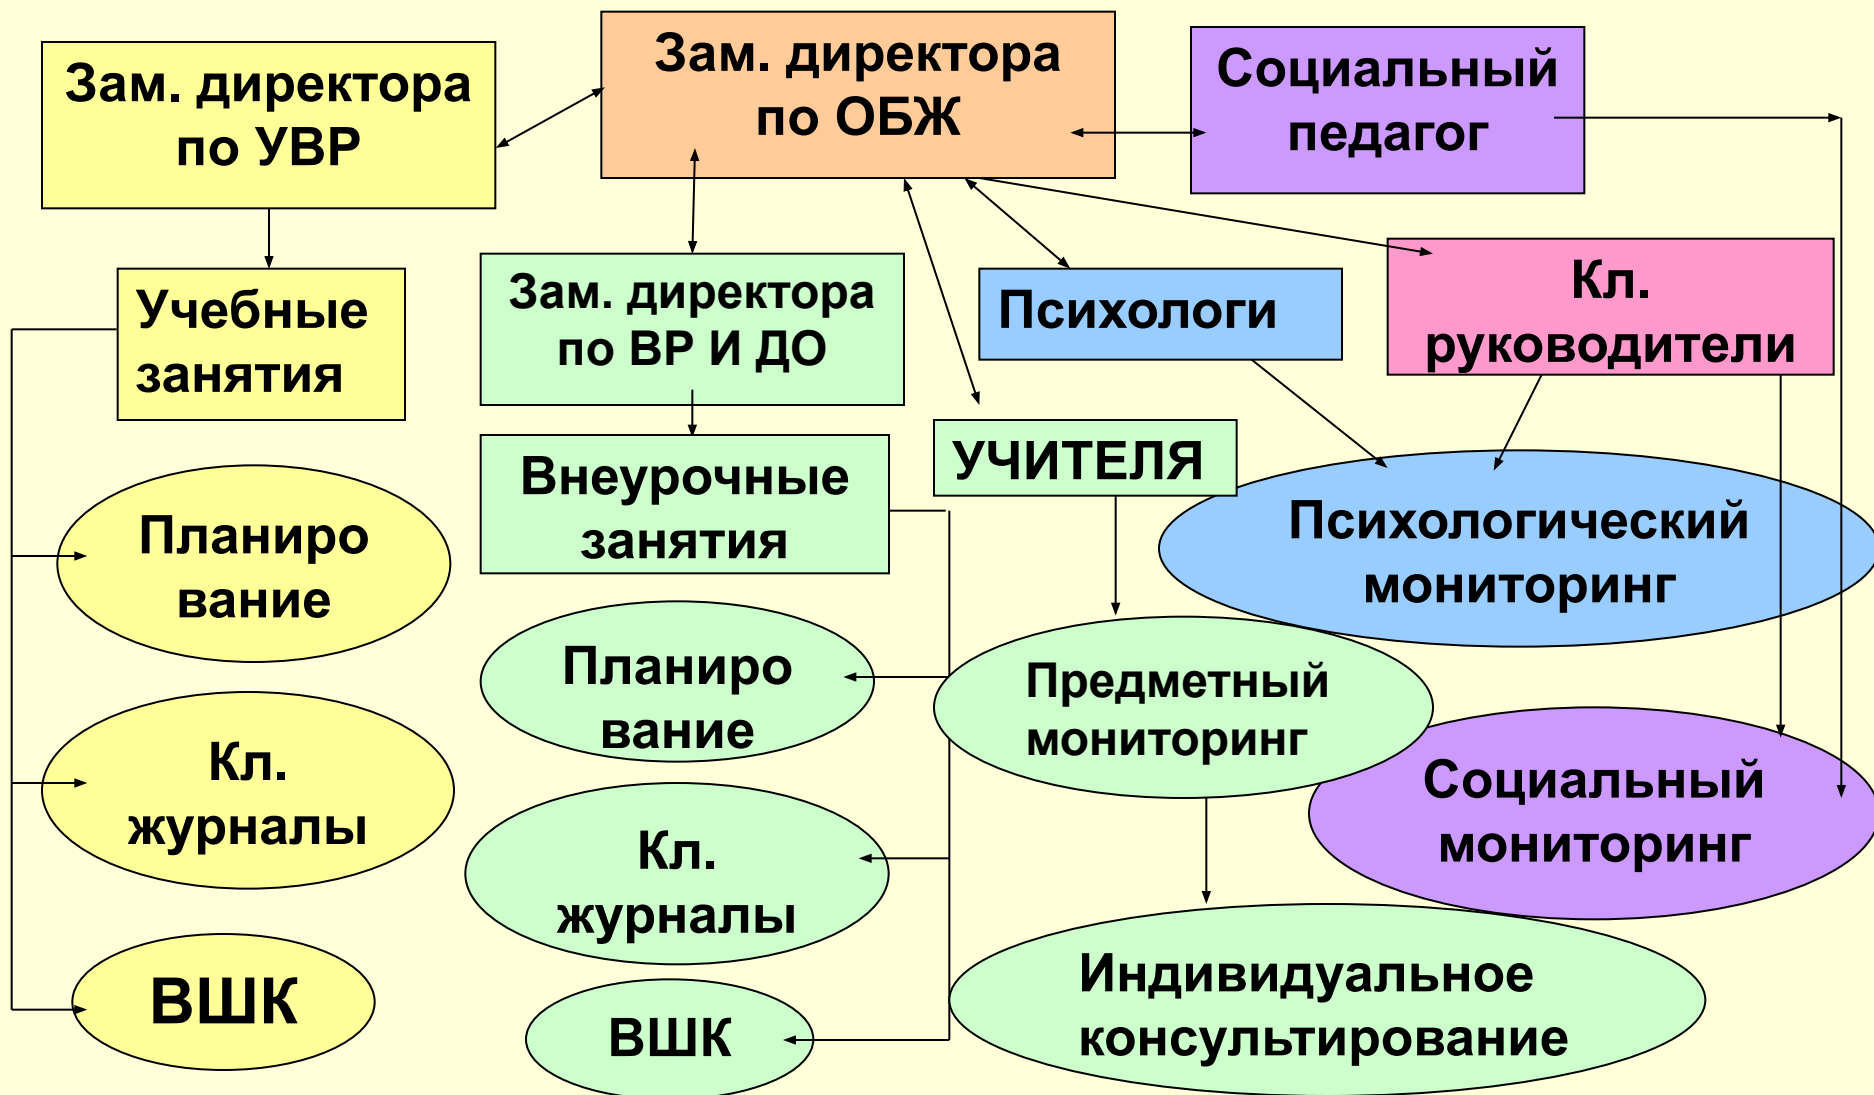 Зам. директора
по УВР
Зам. директора
по ОБЖ
Социальный
педагог
Учебные
занятия
Зам. директора
по ВР И ДО
Психологи
Кл.
руководители
Внеурочные
занятия
УЧИТЕЛЯ
Планиро
вание
Психологический
мониторинг
Планиро
вание
Предметный
мониторинг
Кл.
журналы
Социальный
мониторинг
Кл.
журналы
ВШК
Индивидуальное
консультирование
ВШК